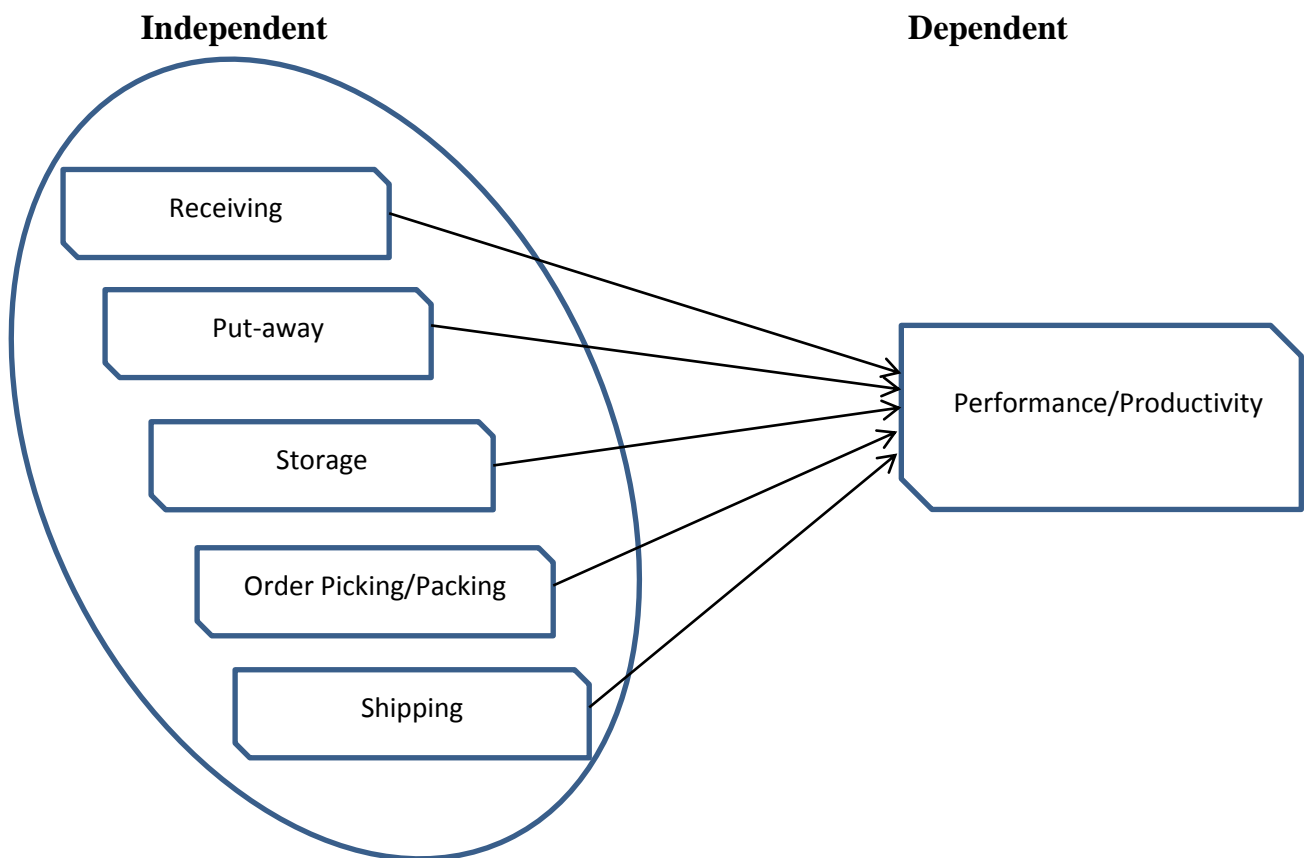 Independent
Dependent
Receiving
Put-away
Storage
Order Picking/Packing
Shipping
Performance/Productivity